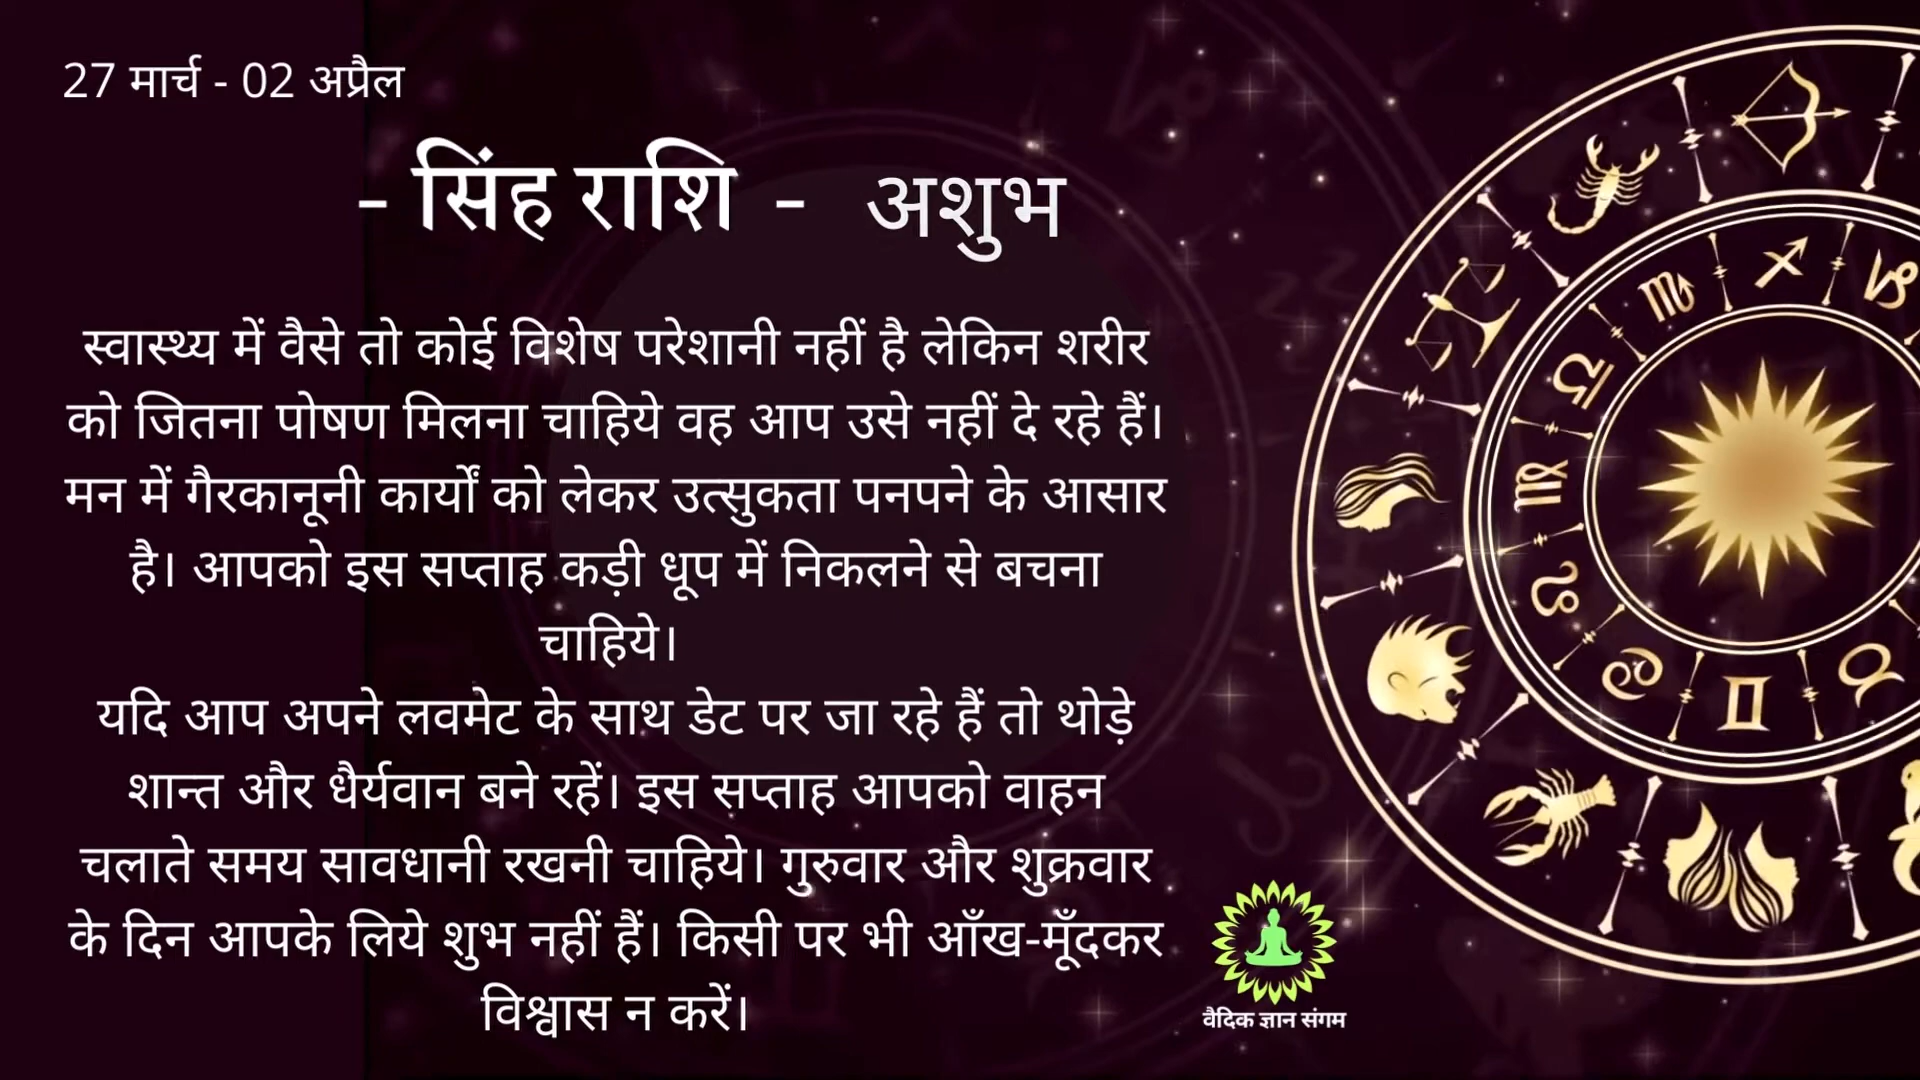 27 मार्च - 02 अप्रैल
- सिंह राशि - अशुभ
स्वास्थ्य में वैसे तो कोई विशेष परेशानी नहीं है लेकिन शरीर
को जितना पोषण मिलना चाहिये वह आप उसे नहीं दे रहे हैं।
मन में गैरकानूनी कार्यों को लेकर उत्सुकता पनपने के आसार
है। आपको इस सप्ताह कड़ी धूप में निकलने से बचना
चाहिये।
यदि आप अपने लवमेट के साथ डेट पर जा रहे हैं तो थोड़े
शान्त और धैर्यवान बने रहें। इस सप्ताह आपको वाहन
चलाते समय सावधानी रखनी चाहिये। गुरुवार और शुक्रवार
के दिन आपके लिये शुभ नहीं हैं। किसी पर भी आँख-मूँदकर
विश्वास न करें।
वैदिक ज्ञान संगम